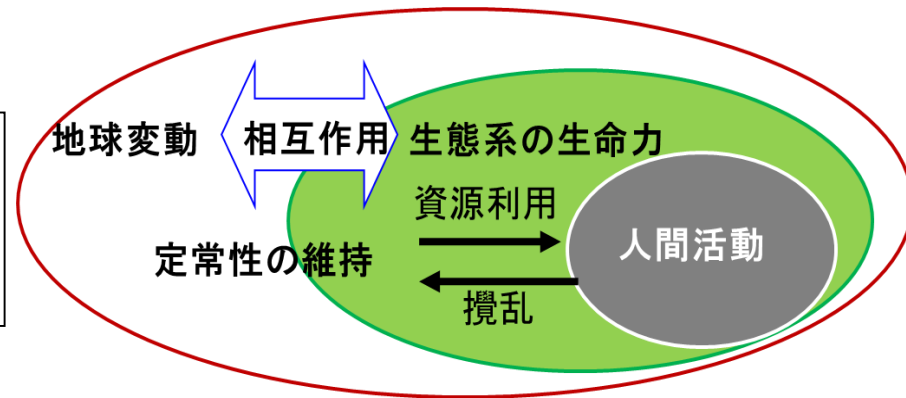 地球変動
相互作用
生態系の生命力
資源利用
人間活動
定常性の維持
攪乱